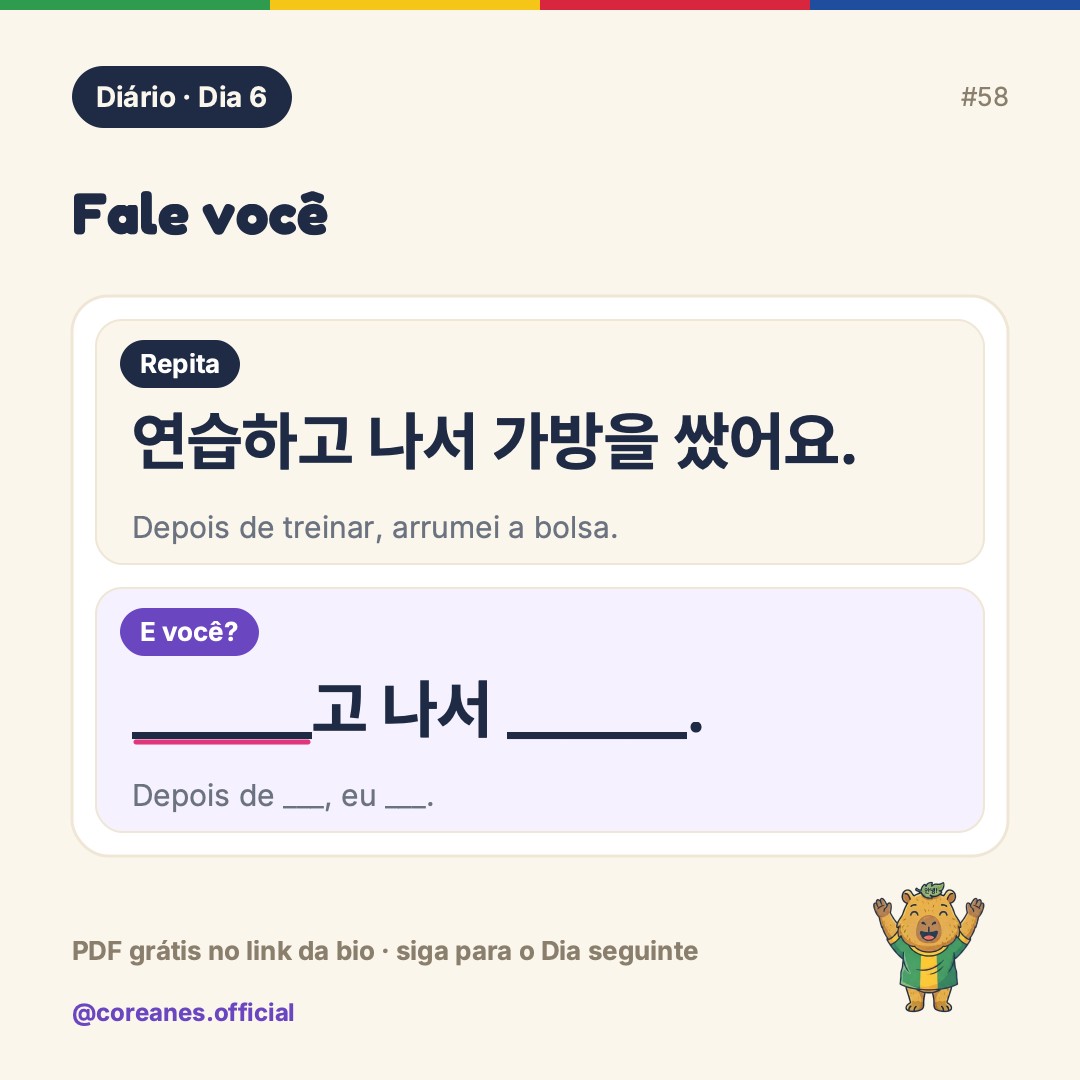 Diário · Dia 6
#58
Fale você
Repita
연습하고 나서 가방을 쌌어요.
Depois de treinar, arrumei a bolsa.
E você?
______고 나서 ______.
Depois de ___, eu ___.
PDF grátis no link da bio · siga para o Dia seguinte
@coreanes.official